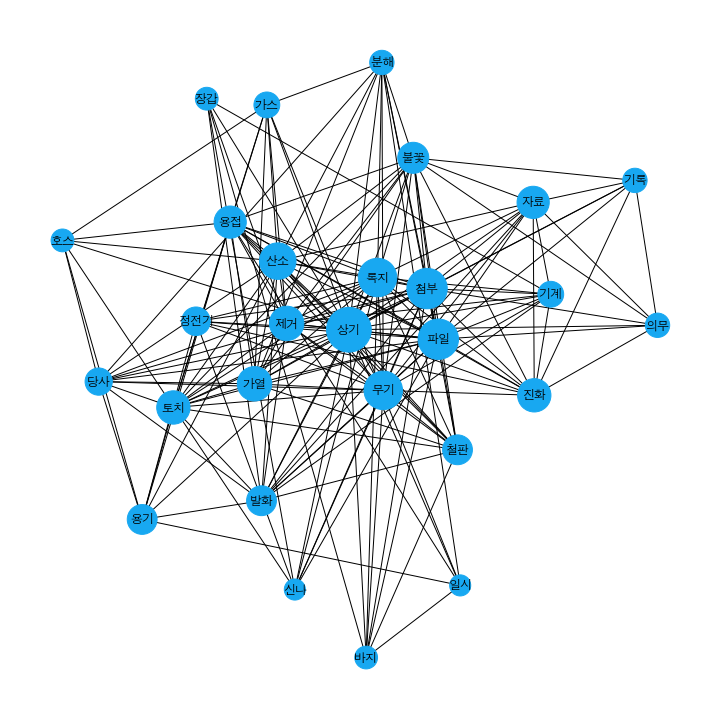 분해
장갑
가스
불꽃
기록
자료
용접
호스
산소
록지
첨부
기계
점전기
제거
상기
의무
파일
당사
가열
무기
진화
토치
철판
발화
용기
신나
일시
바지